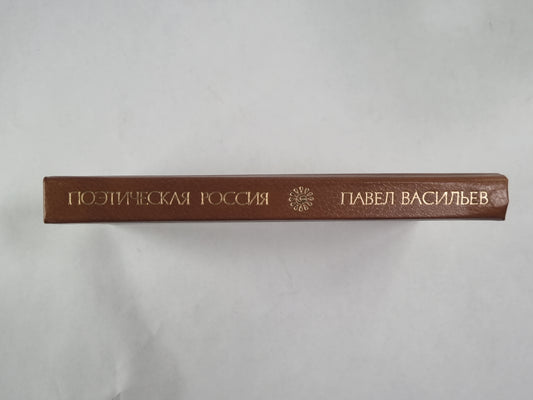 ПОЭТИЧЕСКАЯ РОССИЯ ПАВЕЛ ВАСИЛЬЕВ